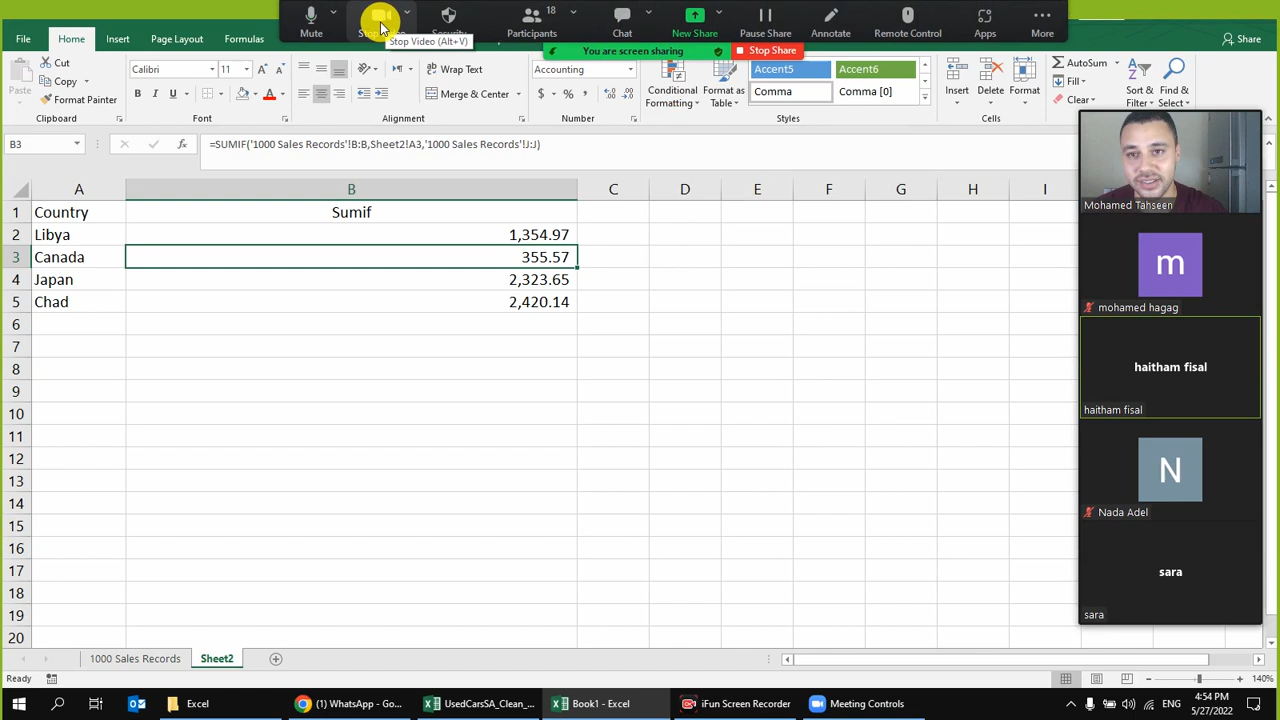 Mute
Stop Video
Security
18
Participants
Chat
New Share
Pause Share
Annotate
Remote Control
Apps
More
Stop Video (Alt+V)
You are screen sharing
Stop Share
File
Home
Insert
Page Layout
Formulas
Share
Paste
Cut
Copy
Format Painter
Clipboard
Calibri
11
B I U
Font
Wrap Text
Merge & Center
Alignment
Accounting
$ % ,
Number
Conditional
Formatting
Format as
Table
Accent5
Accent6
Comma
Comma [0]
Styles
Insert
Delete
Format
Cells
AutoSum
Fill
Clear
Sort &
Filter
Find &
Select
B3
fx
=SUMIF('1000 Sales Records'!B:B,Sheet2!A3,'1000 Sales Records'!J:J)
A B C D E F G H I
1 Country Sumif
2 Libya 1,354.97
3 Canada 355.57
4 Japan 2,323.65
5 Chad 2,420.14
6
7
8
9
10
11
12
13
14
15
16
17
18
19
20
Mohamed Tahseen
m
mohamed hagag
haitham fisal
haitham fisal
N
Nada Adel
sara
sara
1000 Sales Records
Sheet2
Ready
140%
Excel
(1) WhatsApp - Go...
UsedCarsSA_Clean_...
Book1 - Excel
iFun Screen Recorder
Meeting Controls
ENG
4:54 PM
5/27/2022